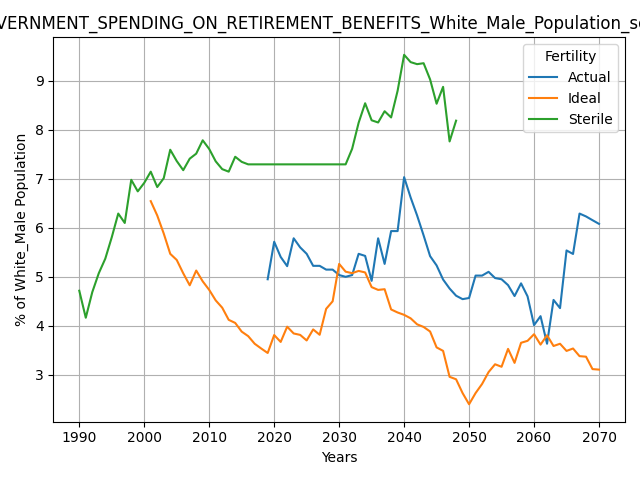 VERNMENT_SPENDING_ON_RETIREMENT_BENEFITS_White_Male_Population_s
Fertility
Actual
Ideal
Sterile
% of White_Male Population
9
8
7
6
5
4
3
1990 2000 2010 2020 2030 2040 2050 2060 2070
Years